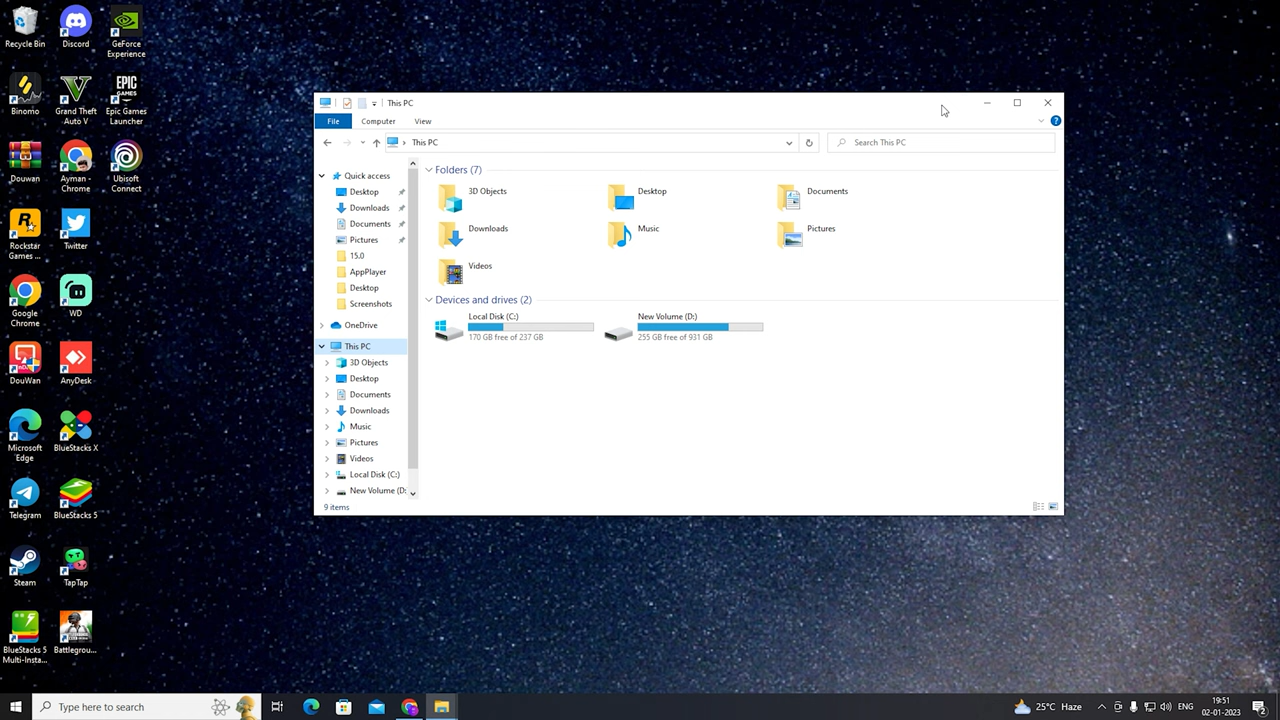 Recycle Bin
Discord
GeForce
Experience
Binomo
Grand Theft
Auto V
EPIC
GAMES
Epic Games
Launcher
Douwan
Ayman -
Chrome
Ubisoft
Connect
Rockstar
Games ...
Twitter
Google
Chrome
WD
DouWan
AnyDesk
Microsoft
Edge
BlueStacks X
Telegram
BlueStacks 5
Steam
TapTap
BlueStacks 5
Multi-Insta...
Battlegrou...
This PC
File
Computer
View
This PC
Search This PC
Quick access
Desktop
Downloads
Documents
Pictures
15.0
AppPlayer
Desktop
Screenshots
OneDrive
This PC
3D Objects
Desktop
Documents
Downloads
Music
Pictures
Videos
Local Disk (C:)
New Volume (D:
Folders (7)
3D Objects
Desktop
Documents
Downloads
Music
Pictures
Videos
Devices and drives (2)
Local Disk (C:)
170 GB free of 237 GB
New Volume (D:)
255 GB free of 931 GB
9 items
Type here to search
25°C Haze
ENG
19:51
02-01-2023
2